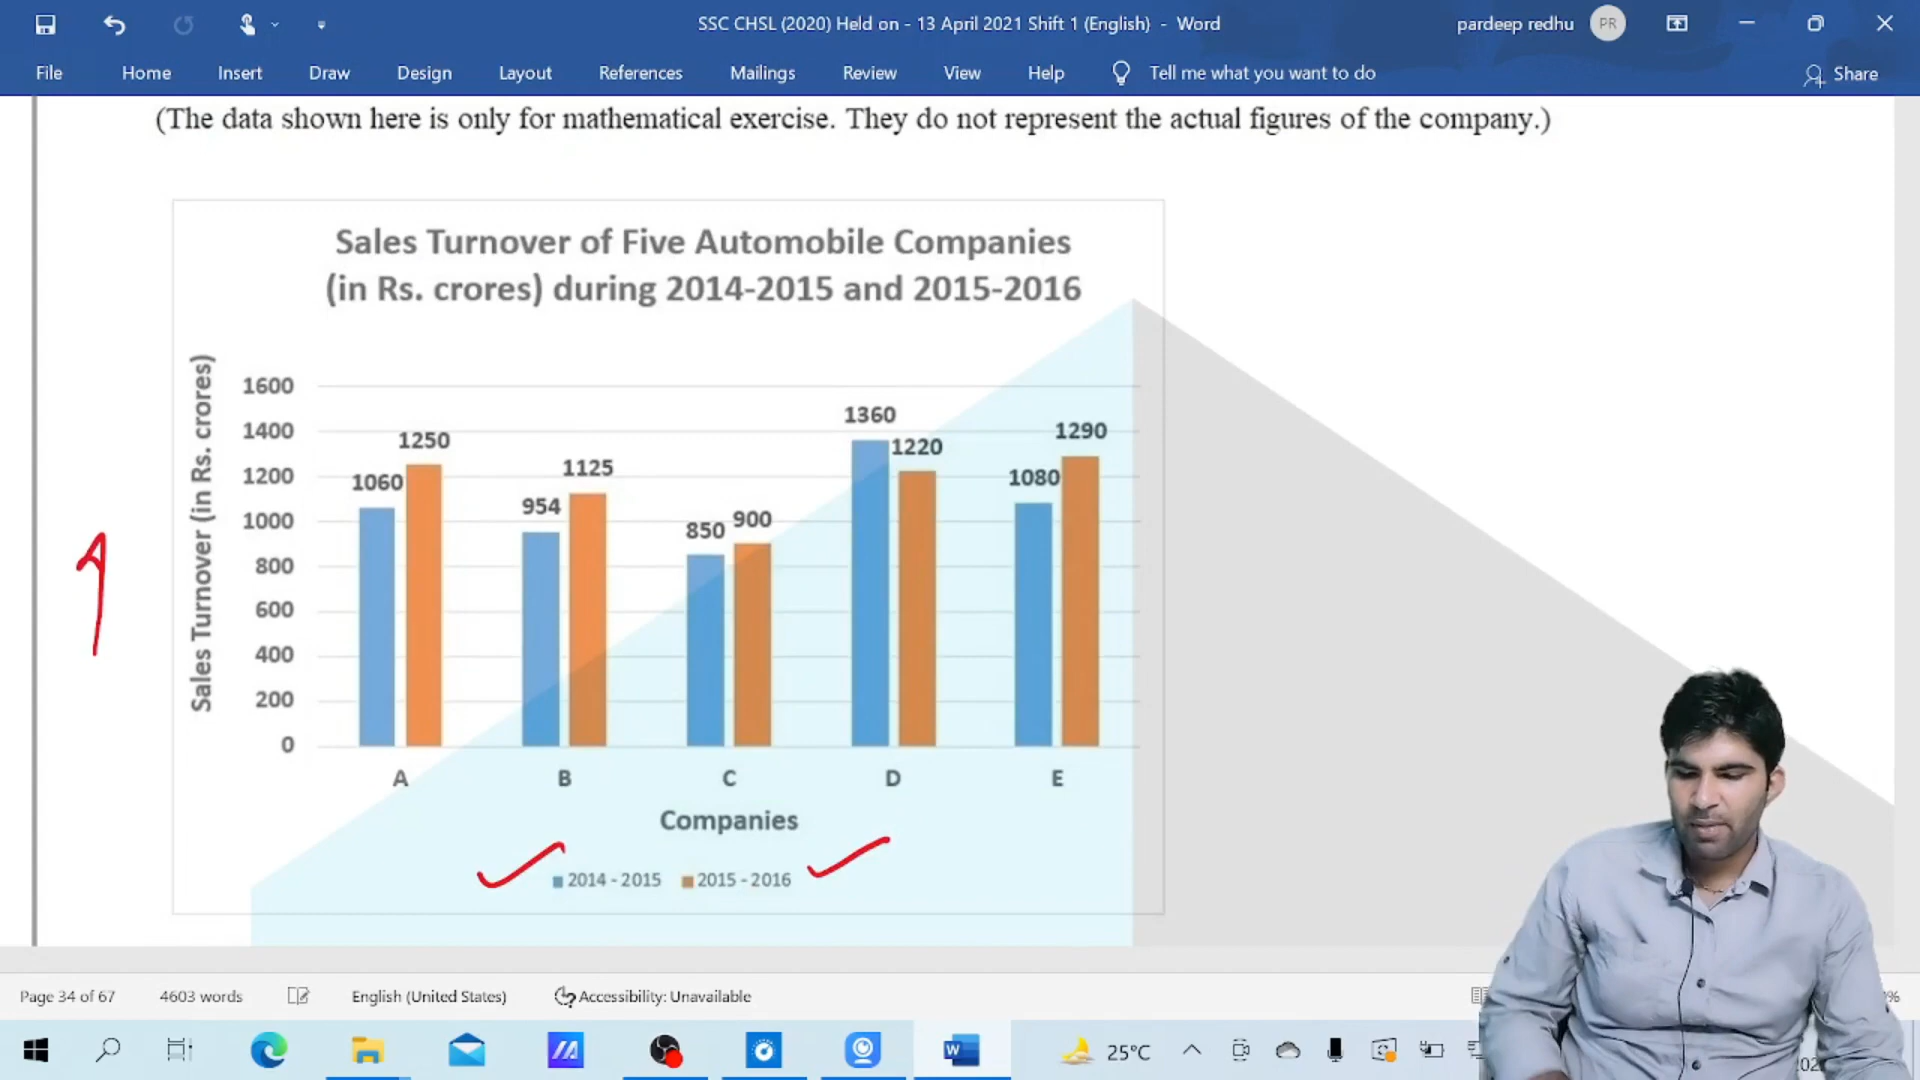 SSC CHSL (2020) Held on - 13 April 2021 Shift 1 (English) - Word
pardeep redhu
PR
File Home Insert Draw Design Layout References Mailings Review View Help Tell me what you want to do Share
(The data shown here is only for mathematical exercise. They do not represent the actual figures of the company.)
Sales Turnover of Five Automobile Companies
(in Rs. crores) during 2014-2015 and 2015-2016
Sales Turnover (in Rs. crores)
1600
1400
1200
1000
800
600
400
200
0
1060 1250
954 1125
850 900
1360 1220
1080 1290
A B C D E
Companies
2014 - 2015 2015 - 2016
Page 34 of 67 4603 words English (United States) Accessibility: Unavailable
25°C